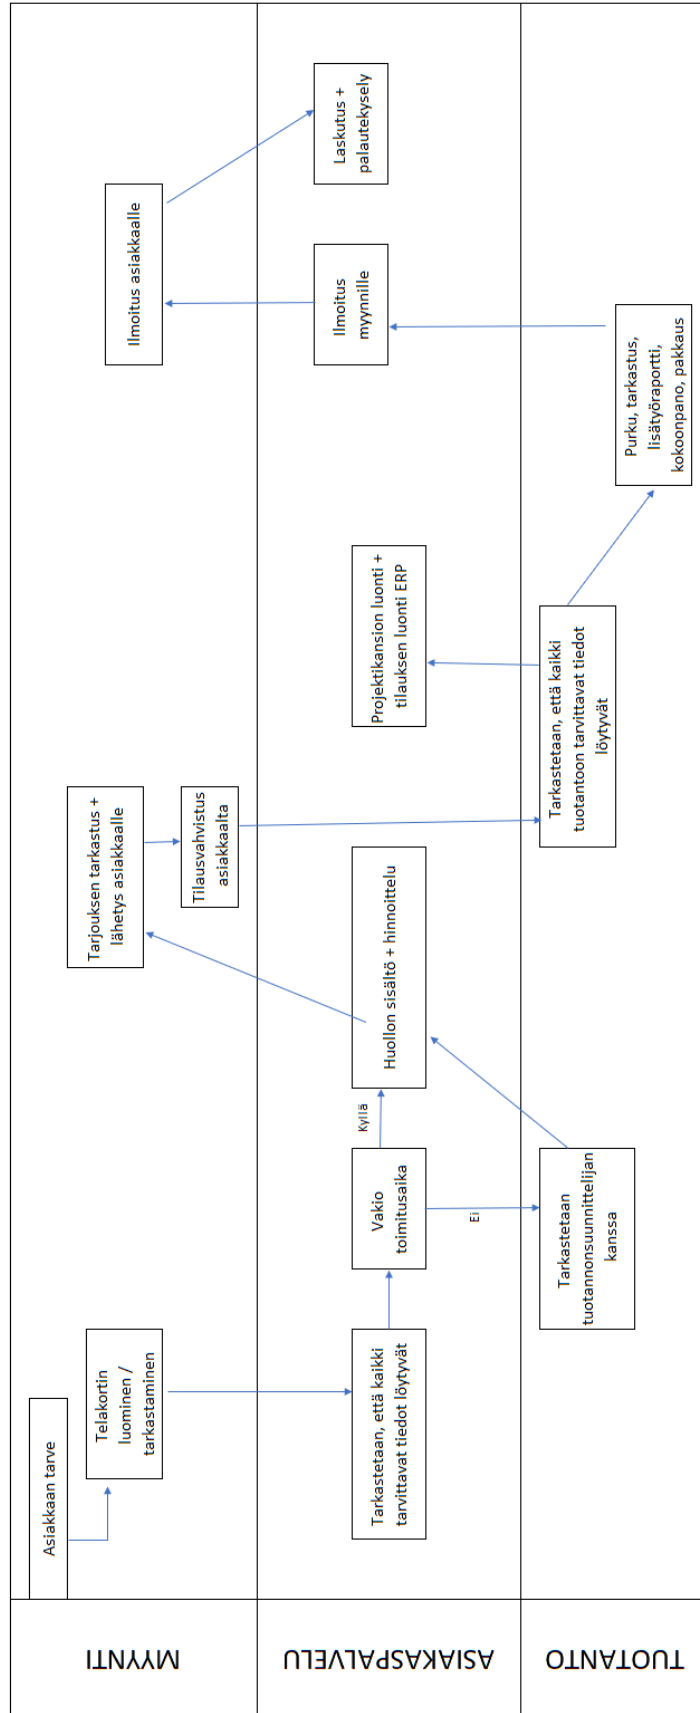 MYYNTI
Asiakkaan tarve
Telakortin
luominen /
tarkastaminen
Tarjouksen tarkastus +
lähetys asiakkaalle
Tilausvahvistus
asiakkaalta
Ilmoitus asiakkaalle
ASIAKASPALVELU
Tarkastetaan, että kaikki
tarvittavat tiedot löytyvät
Vakio
toimitusaika
Kyllä
Ei
Huollon sisältö + hinnoittelu
Projektikansion luonti +
tilauksen luonti ERP
Ilmoitus
myynnille
Laskutus +
palautekysely
TUOTANTO
Tarkastetaan
tuotannonsuunnittelijan
kanssa
Tarkastetaan, että kaikki
tuotantoon tarvittavat tiedot
löytyvät
Purku, tarkastus,
lisätyöraportti,
kokoonpano, pakkaus